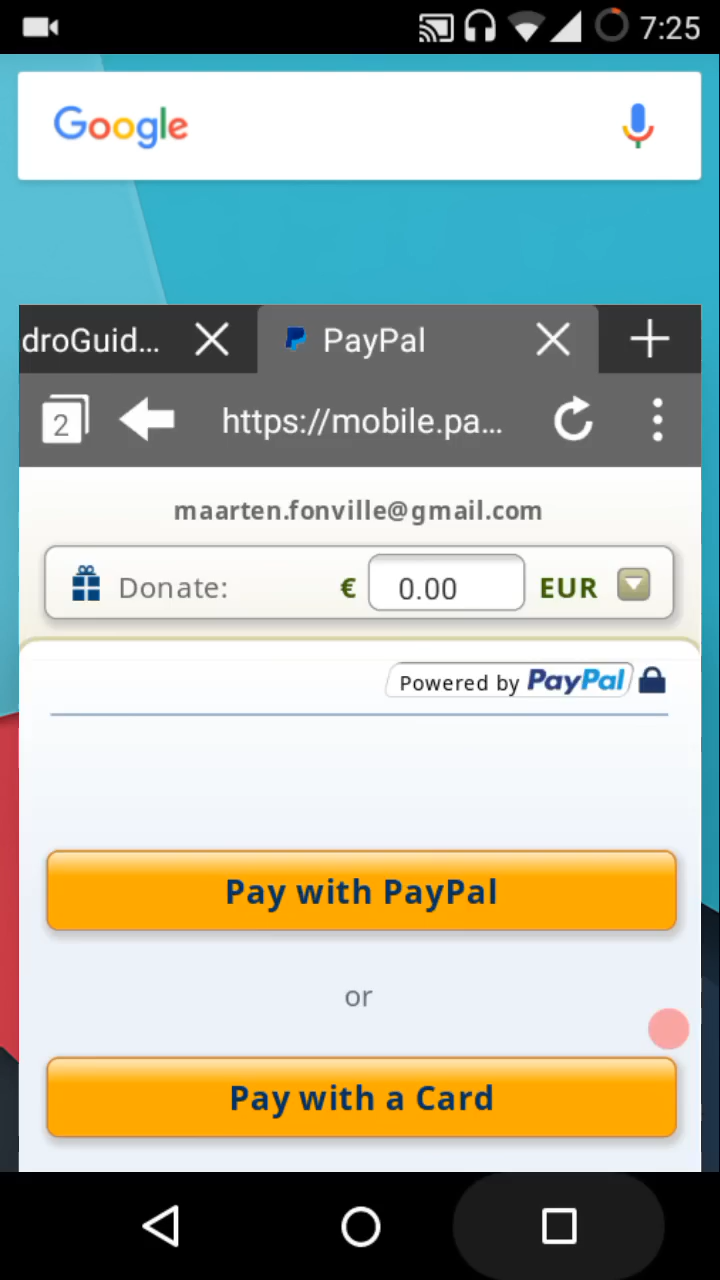 7:25
Google
droGuid... PayPal
2 https://mobile.pa...
maarten.fonville@gmail.com
Donate: € 0.00 EUR
Powered by PayPal
Pay with PayPal
or
Pay with a Card